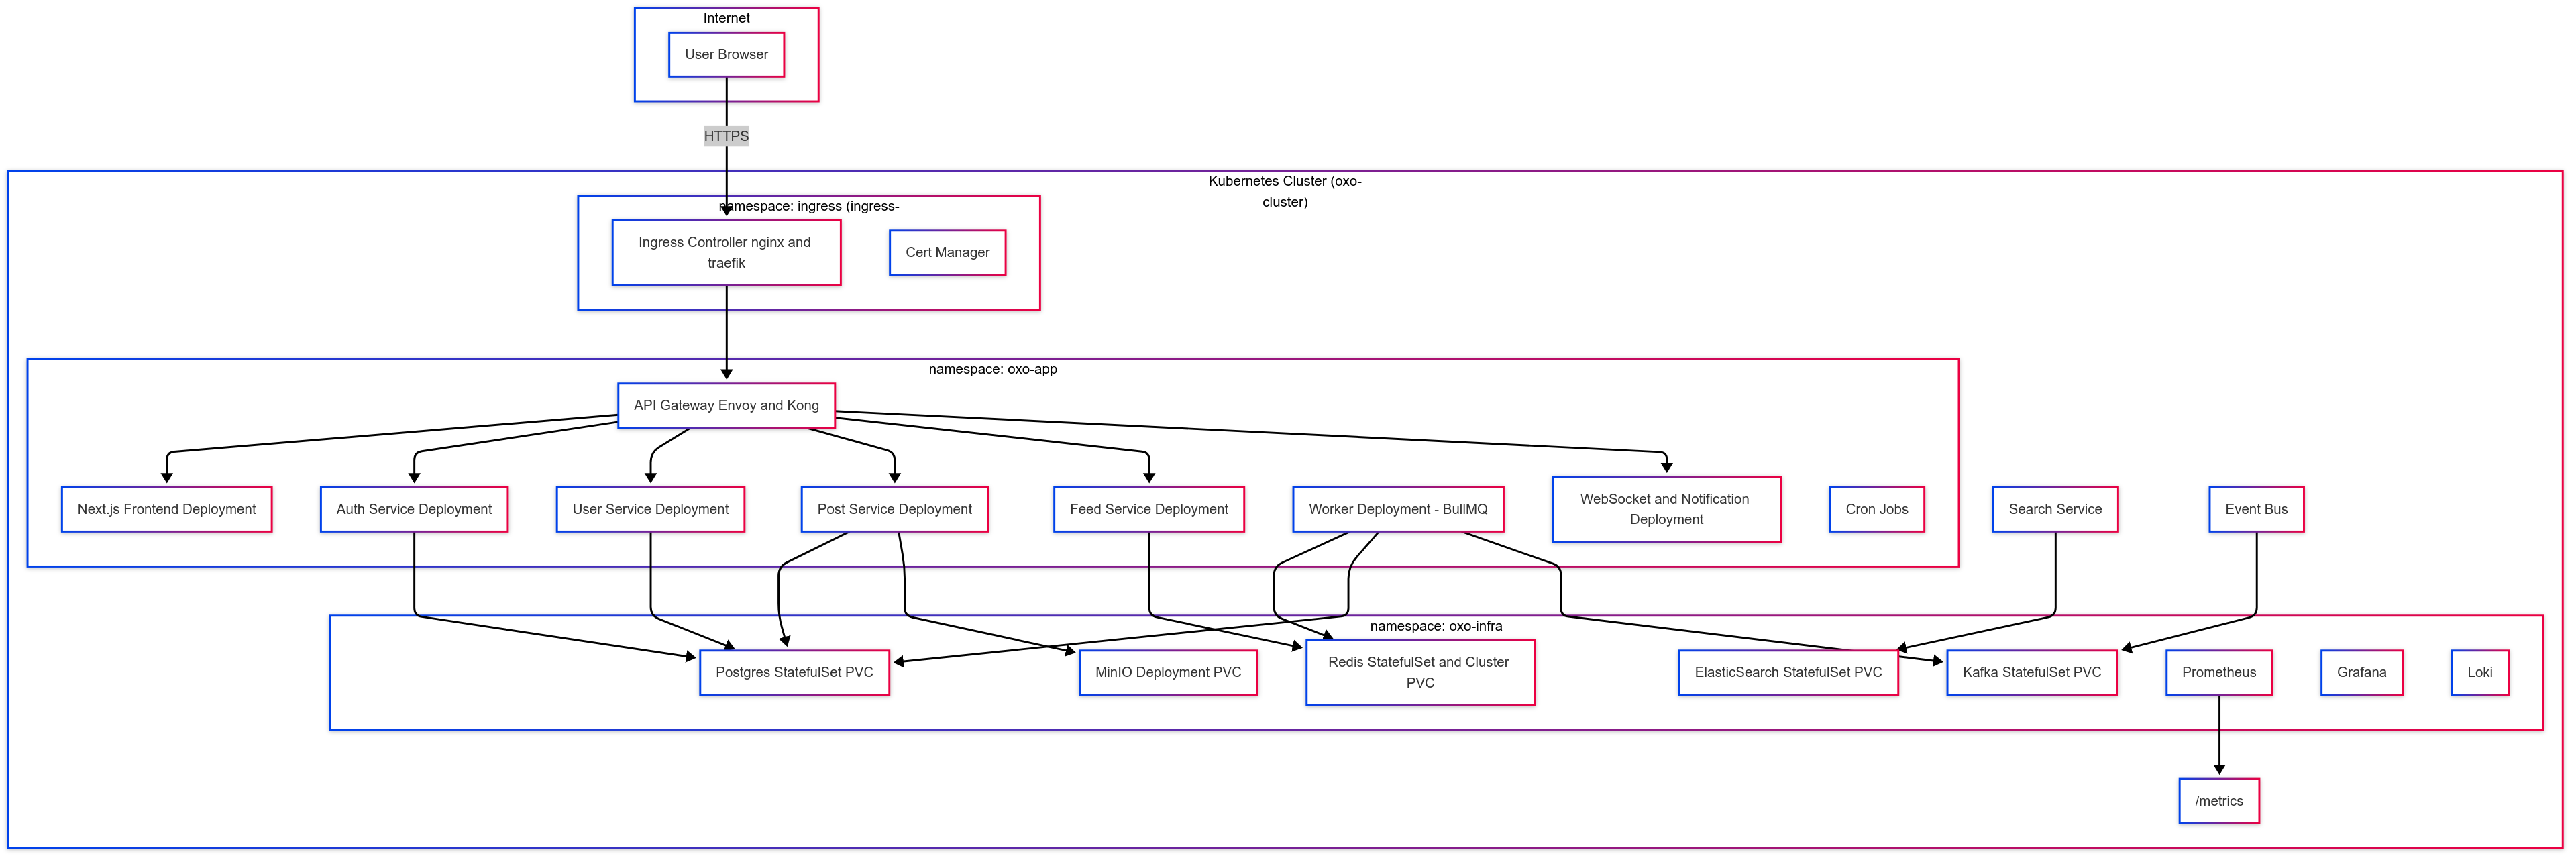 Internet
User Browser
HTTPS
Kubernetes Cluster (oxo-
cluster)
namespace: ingress (ingress-
Ingress Controller nginx and
traefik
Cert Manager
namespace: oxo-app
API Gateway Envoy and Kong
Next.js Frontend Deployment
Auth Service Deployment
User Service Deployment
Post Service Deployment
Feed Service Deployment
Worker Deployment - BullMQ
WebSocket and Notification
Deployment
Cron Jobs
Search Service
Event Bus
namespace: oxo-infra
Postgres StatefulSet PVC
MinIO Deployment PVC
Redis StatefulSet and Cluster
PVC
ElasticSearch StatefulSet PVC
Kafka StatefulSet PVC
Prometheus
Grafana
Loki
/metrics